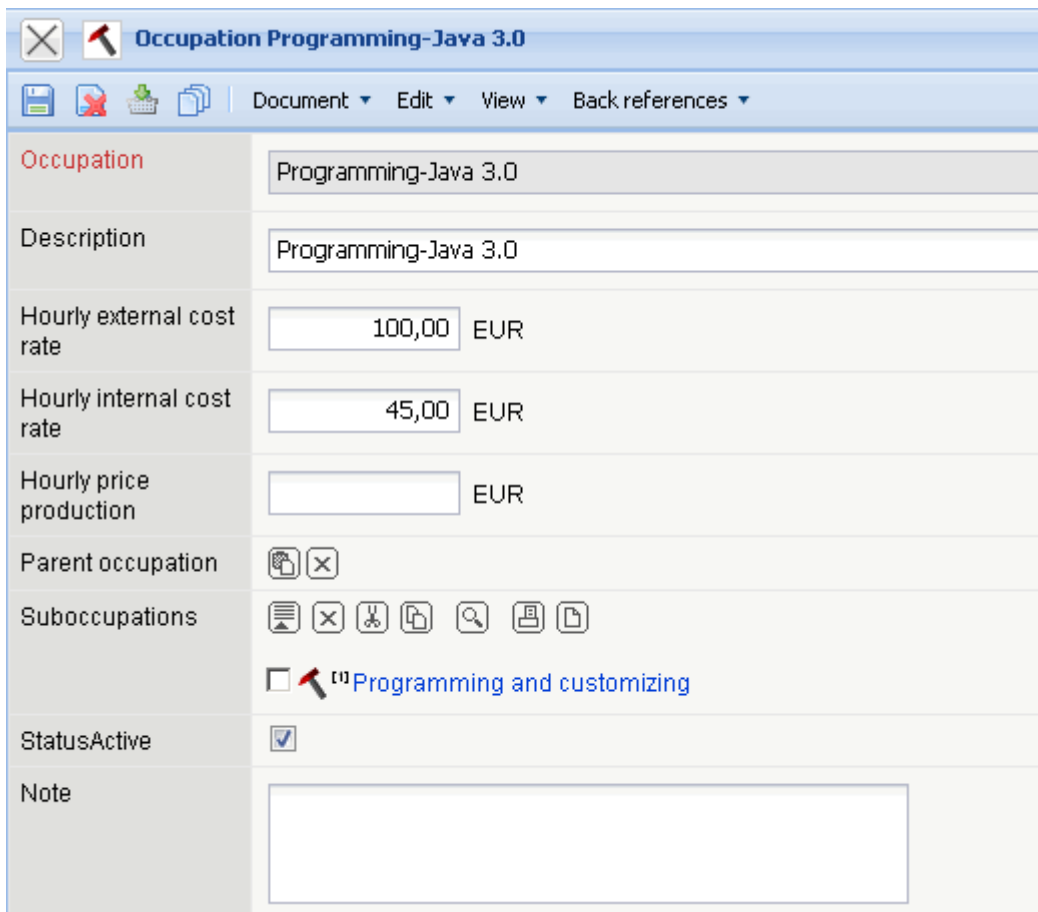 Occupation Programming-Java 3.0
Document Edit View Back references
Occupation
Programming-Java 3.0
Description
Programming-Java 3.0
Hourly external cost
rate
100,00 EUR
Hourly internal cost
rate
45,00 EUR
Hourly price
production
EUR
Parent occupation
Suboccupations
[1] Programming and customizing
StatusActive
Note